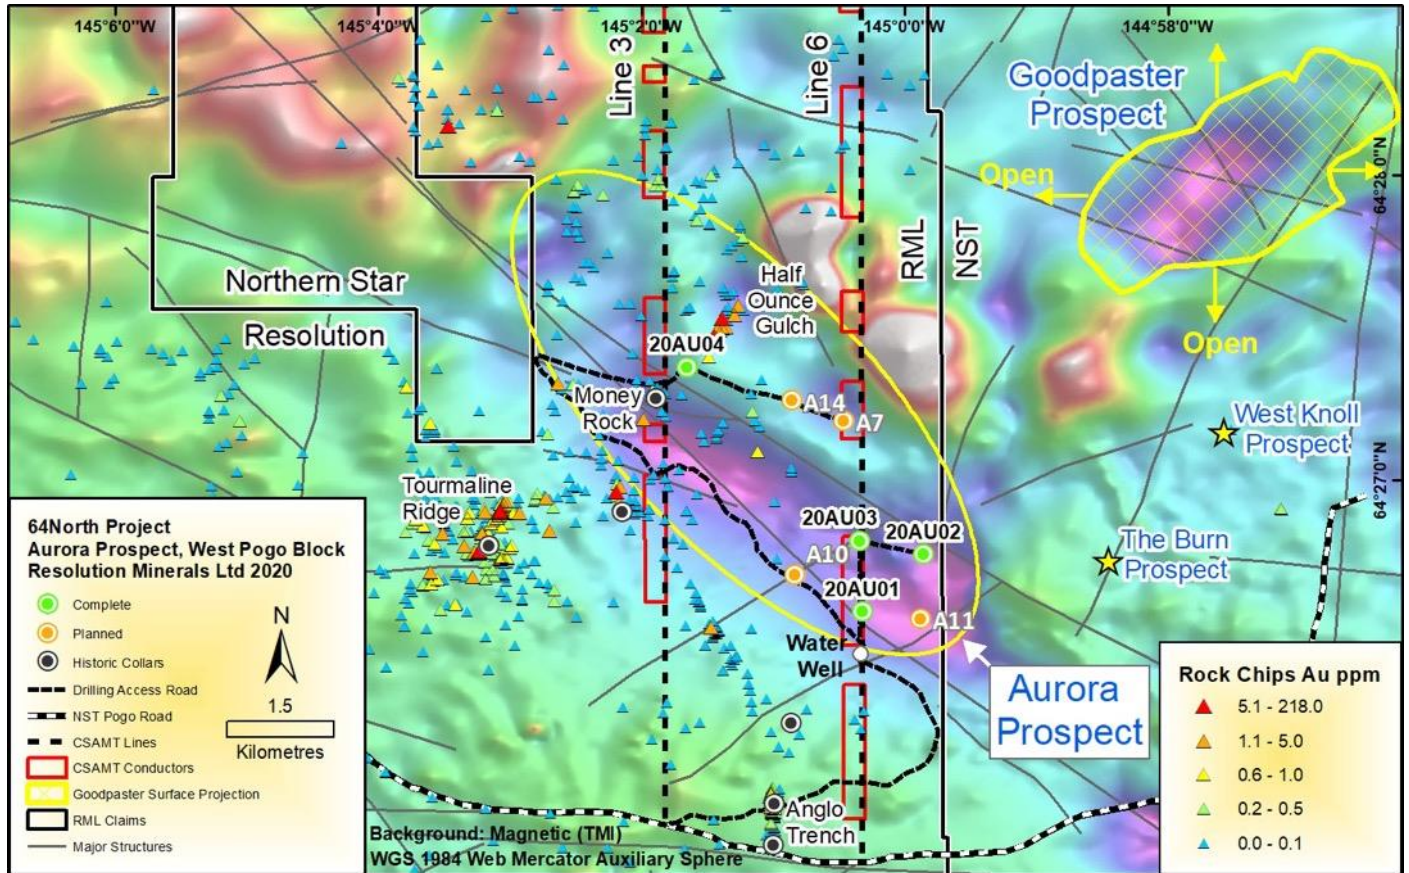 145°6'0"W
145°4'0"W
145°2'0"W
145°0'0"W
144°58'0"W
Line 3
Line 6
Goodpaster
Prospect
Open
Open
64°28'0"N
RML
NST
Northern Star
Resolution
Half
Ounce
Gulch
20AU04
Money
Rock
A14
A7
West Knoll
Prospect
64°27'0"N
Tourmaline
Ridge
20AU03
20AU02
A10
20AU01
A11
The Burn
Prospect
Water
Well
Aurora
Prospect
Anglo
Trench
64North Project
Aurora Prospect, West Pogo Block
Resolution Minerals Ltd 2020
Complete
Planned
Historic Collars
Drilling Access Road
NST Pogo Road
CSAMT Lines
CSAMT Conductors
Goodpaster Surface Projection
RML Claims
Major Structures
N
1.5
Kilometres
Background: Magnetic (TMI)
WGS 1984 Web Mercator Auxiliary Sphere
Rock Chips Au ppm
5.1 - 218.0
1.1 - 5.0
0.6 - 1.0
0.2 - 0.5
0.0 - 0.1